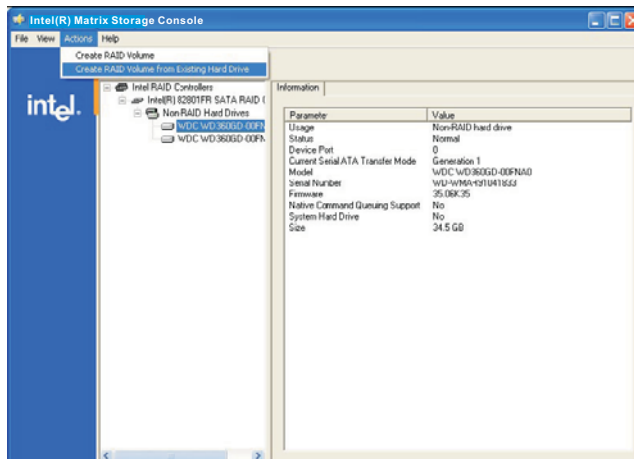 Intel(R) Matrix Storage Console
File View Actions Help
Create RAID Volume
Create RAID Volume from Existing Hard Drive
intel.
Intel RAID Controllers
Intel(R) 82801FR SATA RAID (
Non-RAID Hard Drives
WDC WD360GD-00FN
WDC WD360GD-00FN
Information
Parameter Value
Usage Non-RAID hard drive
Status Normal
Device Port 0
Current Serial ATA Transfer Mode Generation 1
Model WDC WD360GD-00FNA0
Serial Number WD-WMA491041833
Firmware 35.06K35
Native Command Queuing Support No
System Hard Drive No
Size 34.5 GB